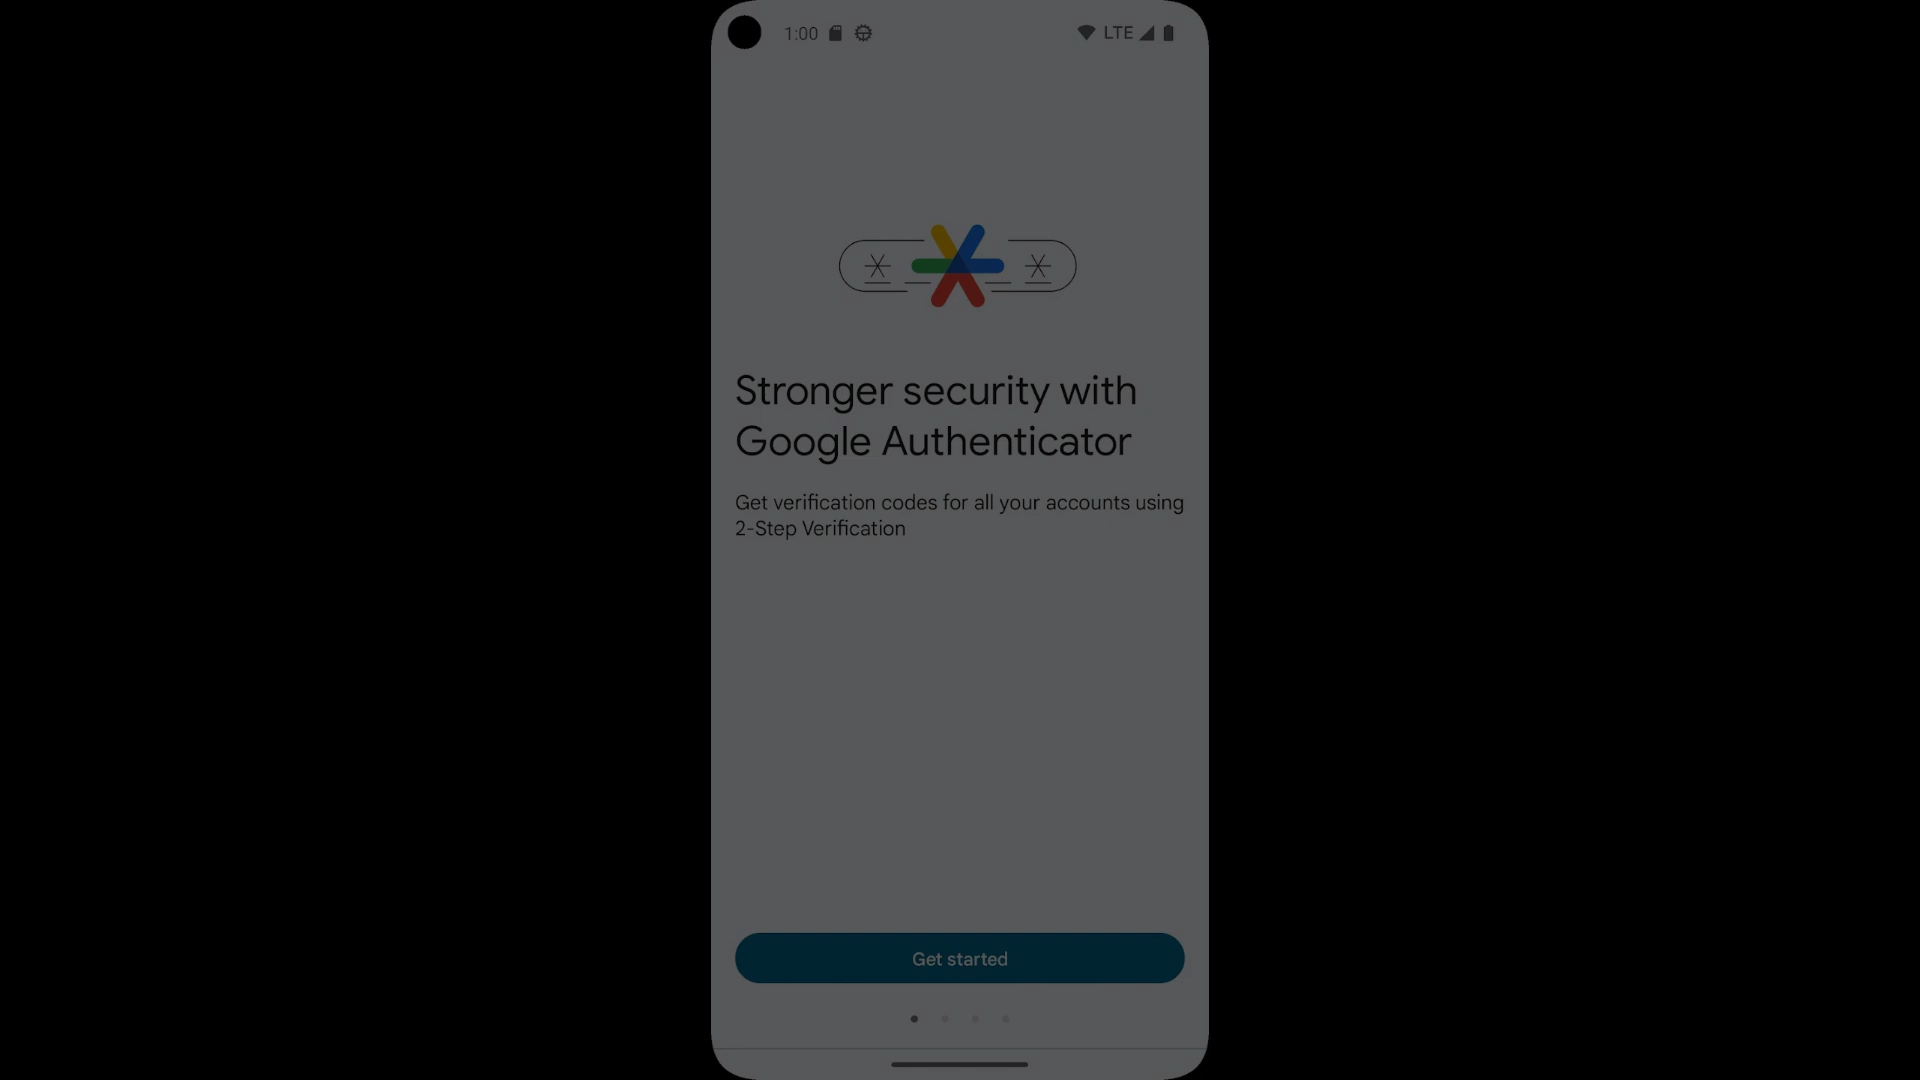 1:00 LTE
Stronger security with
Google Authenticator
Get verification codes for all your accounts using
2-Step Verification
Get started